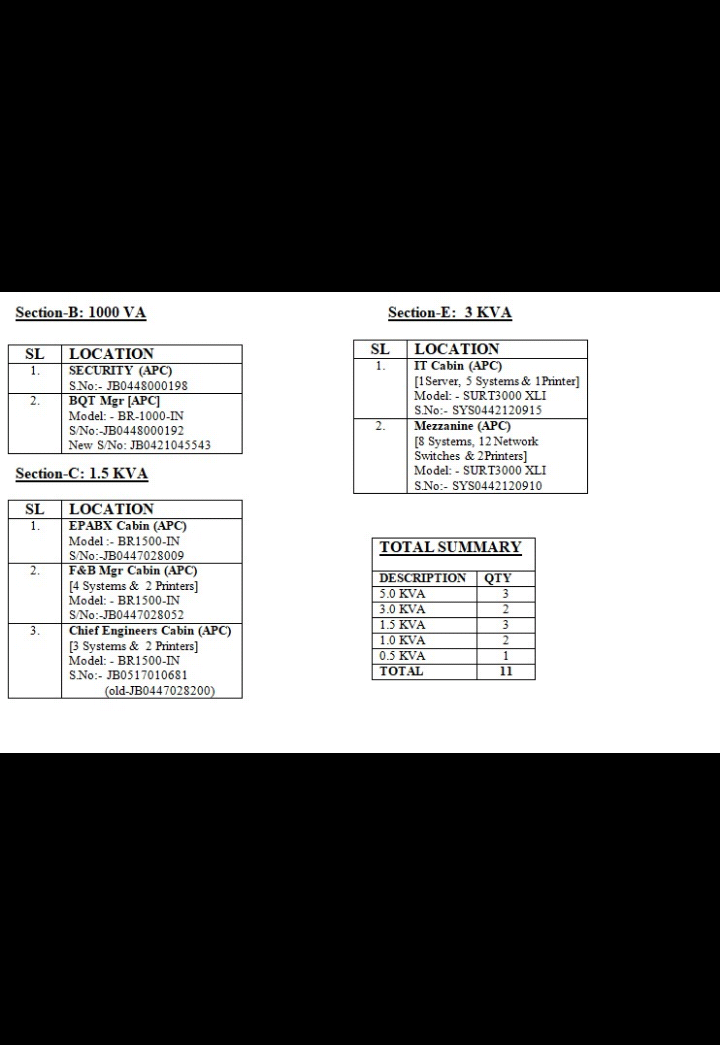 Section-B: 1000 VA
SL LOCATION
1. SECURITY (APC)
S.No:- JB0448000198
2. BQT Mgr [APC]
Model: - BR-1000-IN
S/No:-JB0448000192
New S/No: JB0421045543
Section-C: 1.5 KVA
SL LOCATION
1. EPABX Cabin (APC)
Model :- BR1500-IN
S/No:-JB0447028009
2. F&B Mgr Cabin (APC)
[4 Systems & 2 Printers]
Model: - BR1500-IN
S/No:-JB0447028052
3. Chief Engineers Cabin (APC)
[3 Systems & 2 Printers]
Model: - BR1500-IN
S.No:- JB0517010681
(old-JB0447028200)
Section-E: 3 KVA
SL LOCATION
1. IT Cabin (APC)
[1Server, 5 Systems & 1Printer]
Model: - SURT3000 XLI
S.No:- SYS0442120915
2. Mezzanine (APC)
[8 Systems, 12 Network
Switches & 2Printers]
Model: - SURT3000 XLI
S.No:- SYS0442120910
TOTAL SUMMARY
DESCRIPTION QTY
5.0 KVA 3
3.0 KVA 2
1.5 KVA 3
1.0 KVA 2
0.5 KVA 1
TOTAL 11